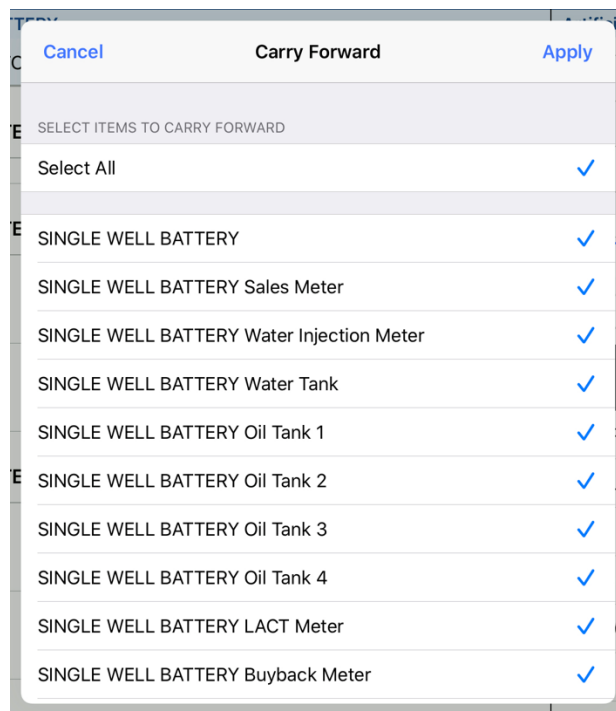 Cancel
Carry Forward
Apply
SELECT ITEMS TO CARRY FORWARD
Select All
SINGLE WELL BATTERY
SINGLE WELL BATTERY Sales Meter
SINGLE WELL BATTERY Water Injection Meter
SINGLE WELL BATTERY Water Tank
SINGLE WELL BATTERY Oil Tank 1
SINGLE WELL BATTERY Oil Tank 2
SINGLE WELL BATTERY Oil Tank 3
SINGLE WELL BATTERY Oil Tank 4
SINGLE WELL BATTERY LACT Meter
SINGLE WELL BATTERY Buyback Meter